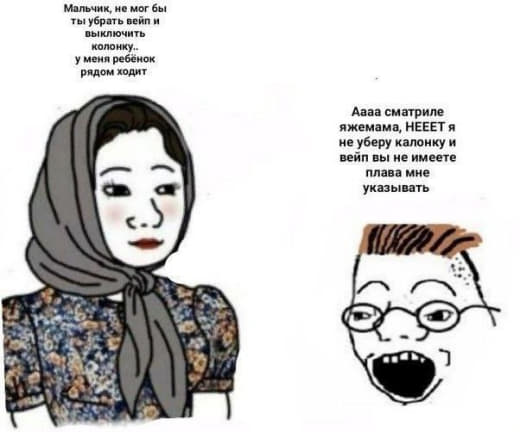 Мальчик, не мог бы
ты убрать вейп и
выключить
колонку..
у меня ребёнок
рядом ходит
Аааа сматриле
яжемама, НЕЕЕТ я
не уберу калонку и
вейп вы не имеете
плава мне
указывать